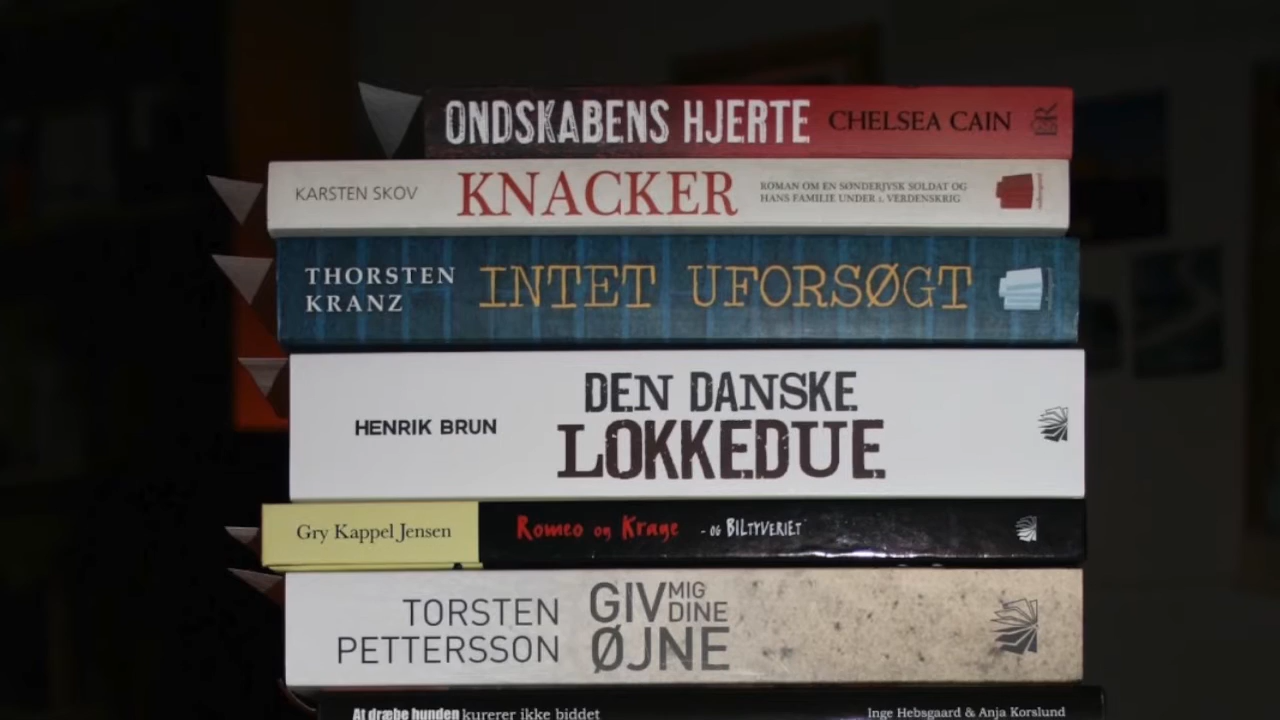 ONDSKABENS HJERTE CHELSEA CAIN
KARSTEN SKOV KNACKER ROMAN OM EN SØNDERJYSK SOLDAT OG
HANS FAMILIE UNDER 1. VERDENSKRIG
THORSTEN
KRANZ
INTET UFORSØGT
HENRIK BRUN
DEN DANSKE
LOKKEDUE
Gry Kappel Jensen Romeo og Krage - OG BILTYVERIET
TORSTEN
PETTERSSON
GIV MIG
DINE
ØJNE
At dræbe hunden kurerer ikke biddet Inge Hebsgaard & Anja Korslund